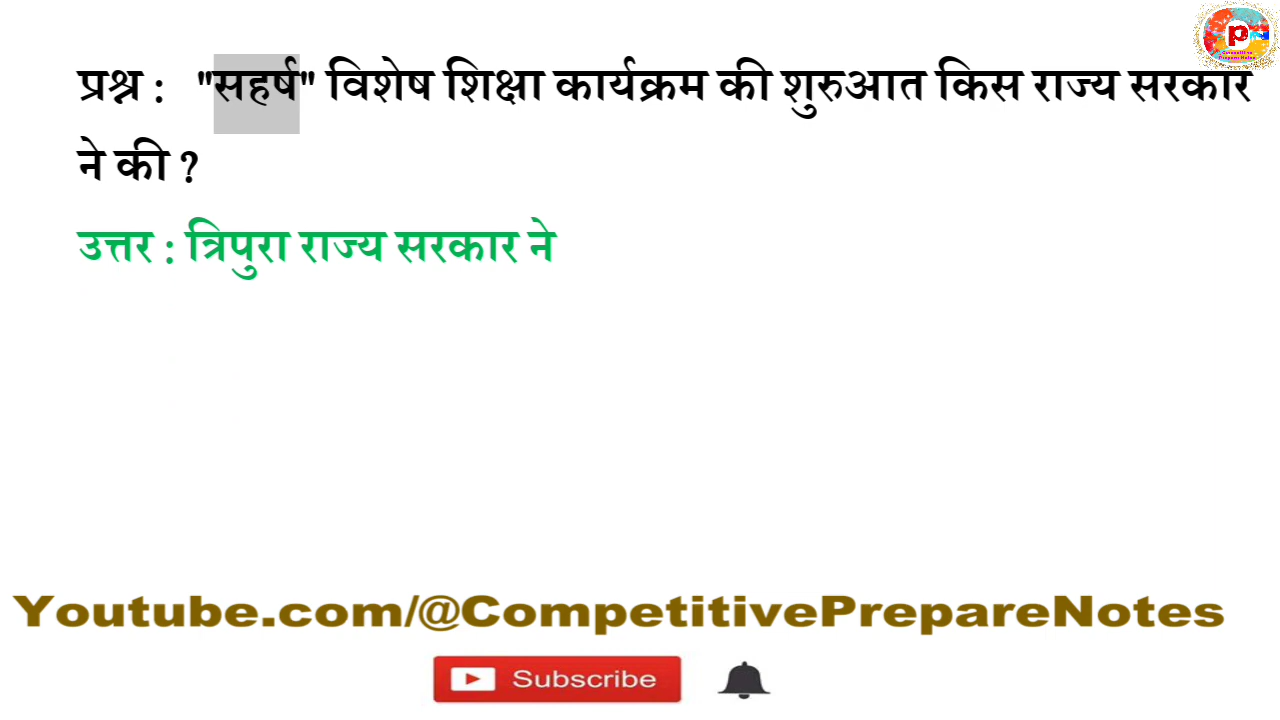 प्रश्न : "सहर्ष" विशेष शिक्षा कार्यक्रम की शुरुआत किस राज्य सरकार
ने की ?
उत्तर : त्रिपुरा राज्य सरकार ने
Youtube.com/@CompetitivePrepareNotes
Subscribe